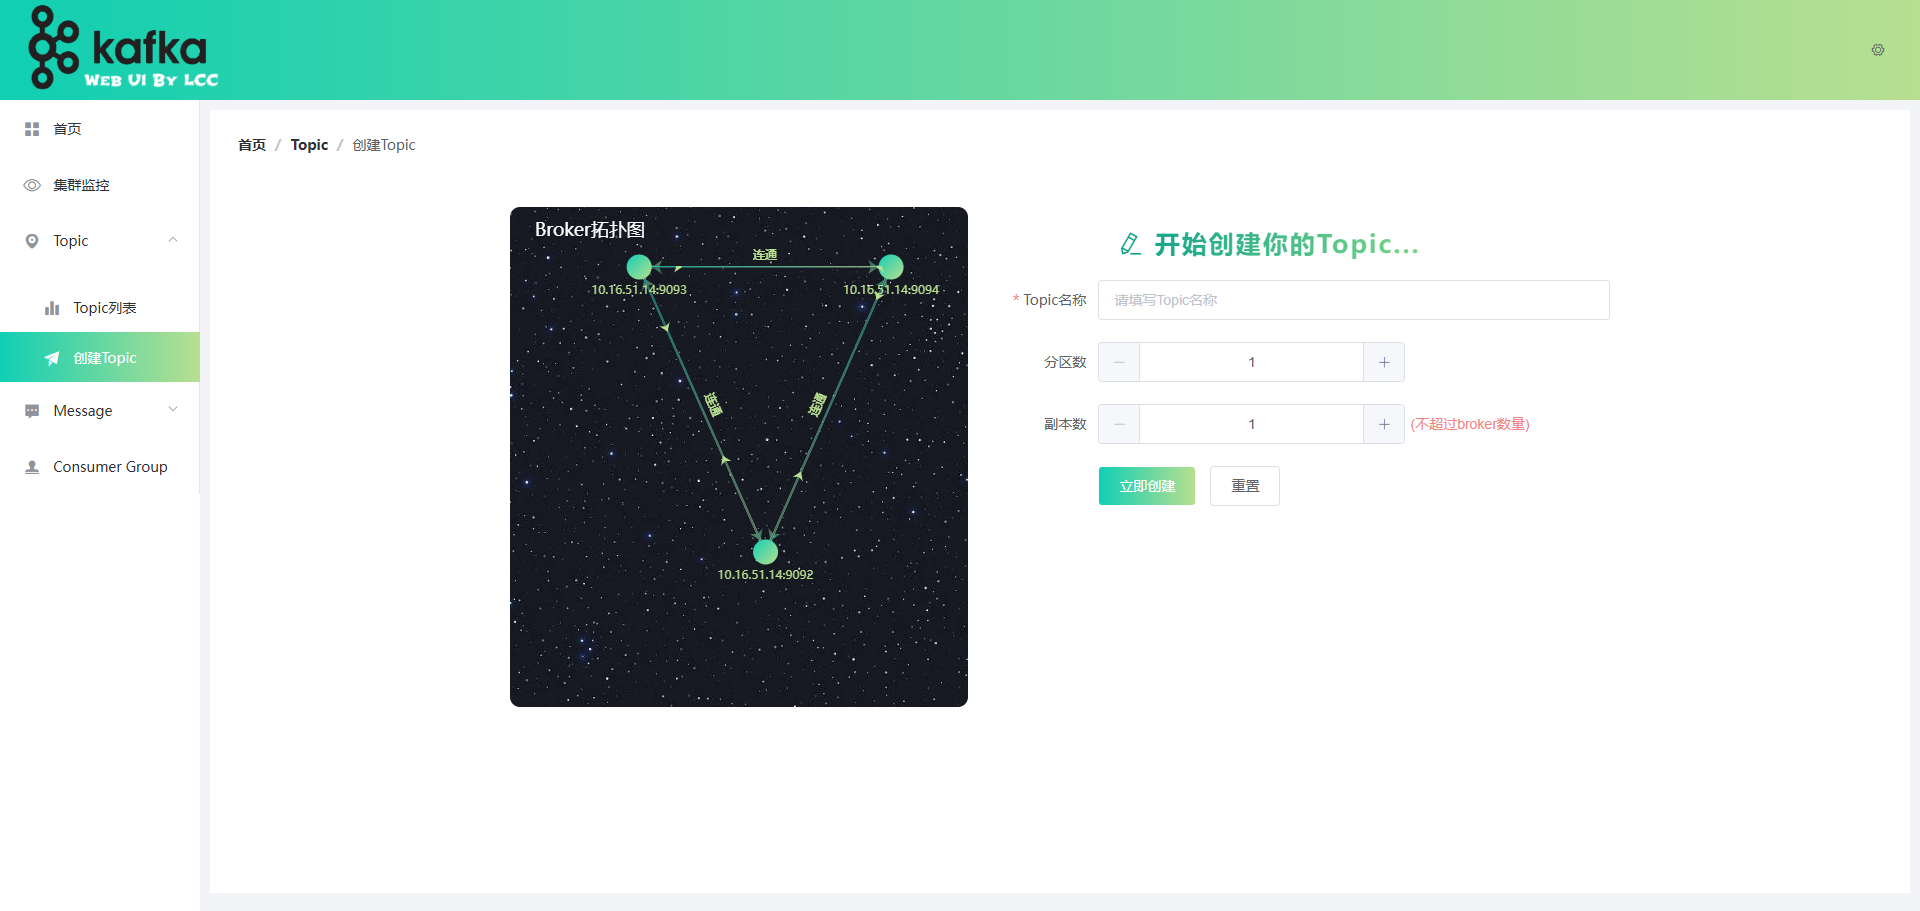 kafka
WEB UI BY LCC
首页
集群监控
Topic
Topic列表
创建Topic
Message
Consumer Group
首页 / Topic / 创建Topic
Broker拓扑图
连通
10.16.51.14:9093
10.16.51.14:9094
连通
连通
10.16.51.14:9092
开始创建你的Topic...
* Topic名称 请填写Topic名称
分区数 1
副本数 1 (不超过broker数量)
立即创建 重置